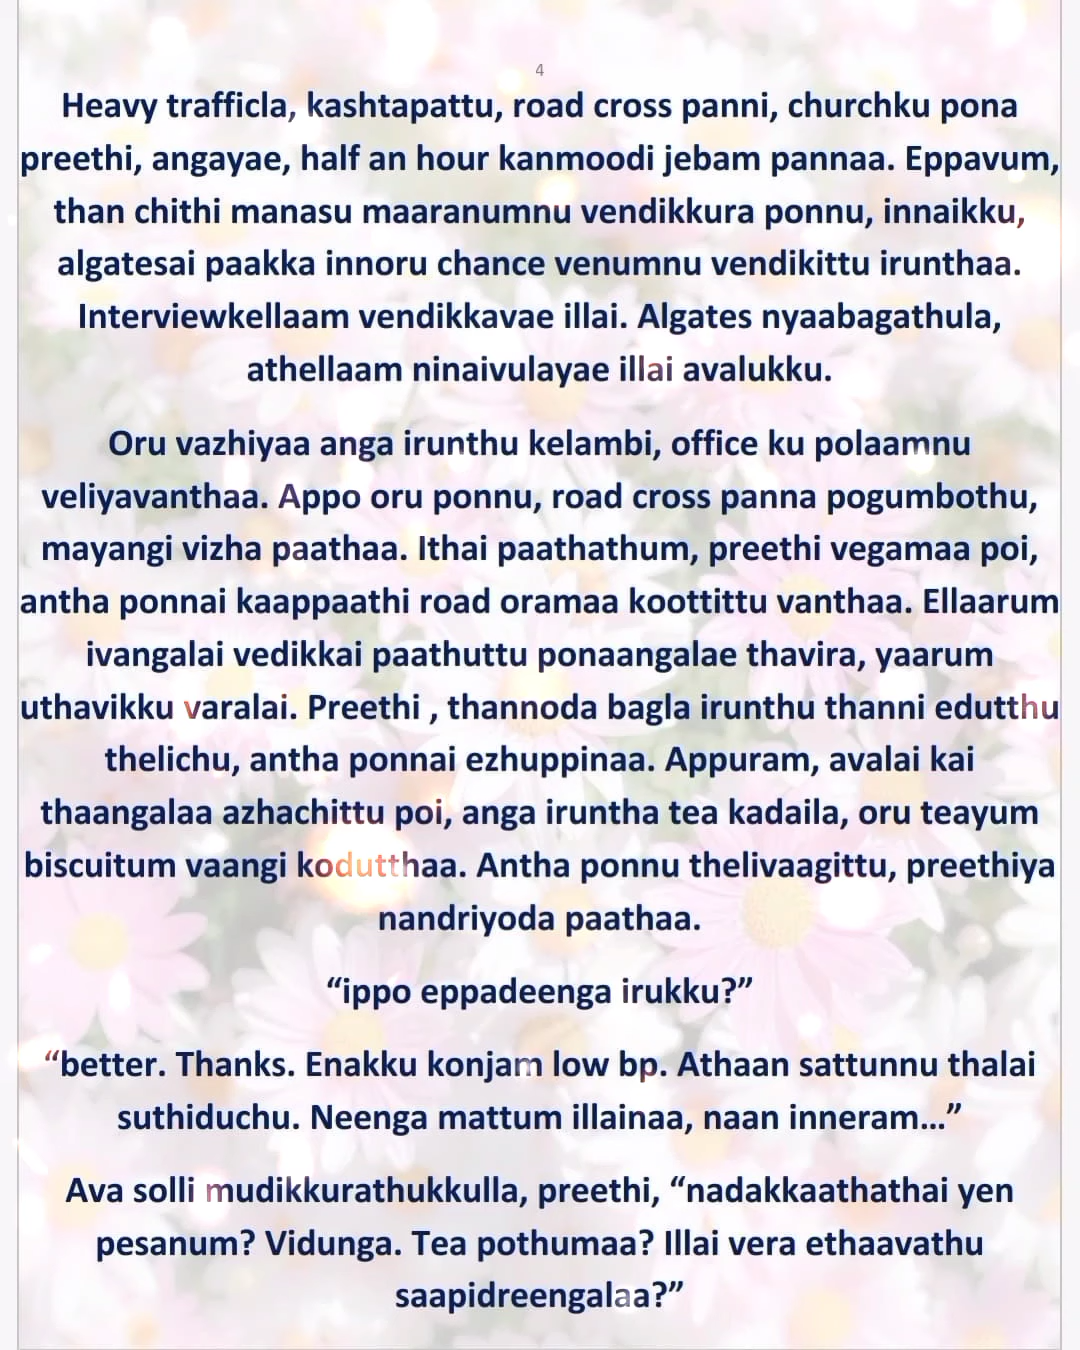 4
Heavy trafficla, kashtapattu, road cross panni, churchku pona
preethi, angayae, half an hour kanmoodi jebam pannaa. Eppavum,
than chithi manasu maaranumnu vendikkura ponnu, innaikku,
algatesai paakka innoru chance venumnu vendikittu irunthaa.
Interviewkellaam vendikkavae illai. Algates nyaabagathula,
athellaam ninaivulayae illai avalukku.
Oru vazhiyaa anga irunthu kelambi, office ku polaamnu
veliyavanthaa. Appo oru ponnu, road cross panna pogumbothu,
mayangi vizha paathaa. Ithai paathathum, preethi vegamaa poi,
antha ponnai kaappaathi road oramaa koottittu vanthaa. Ellaarum
ivangalai vedikkai paathuttu ponaangalae thavira, yaarum
uthavikku varalai. Preethi , thannoda bagla irunthu thanni edutthu
thelichu, antha ponnai ezhuppinaa. Appuram, avalai kai
thaangalaa azhachittu poi, anga iruntha tea kadaila, oru teayum
biscuitum vaangi kodutthaa. Antha ponnu thelivaagittu, preethiya
nandriyoda paathaa.
“ippo eppadeenga irukku?”
“better. Thanks. Enakku konjam low bp. Athaan sattunnu thalai
suthiduchu. Neenga mattum illainaa, naan inneram…”
Ava solli mudikkurathukkulla, preethi, “nadakkaathathai yen
pesanum? Vidunga. Tea pothumaa? Illai vera ethaavathu
saapidreengalaa?”